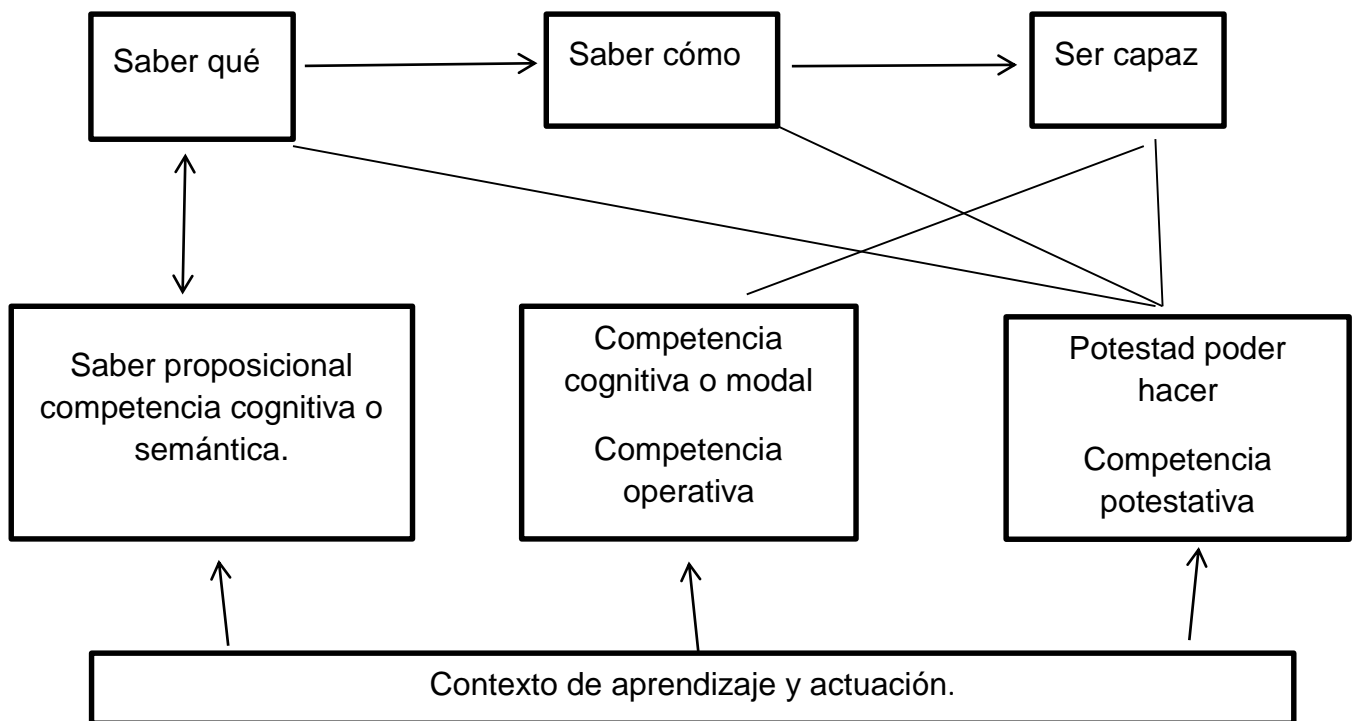 Saber qué
Saber cómo
Ser capaz
Saber proposicional
competencia cognitiva o
semántica.
Competencia
cognitiva o modal
Competencia
operativa
Potestad poder
hacer
Competencia
potestativa
Contexto de aprendizaje y actuación.